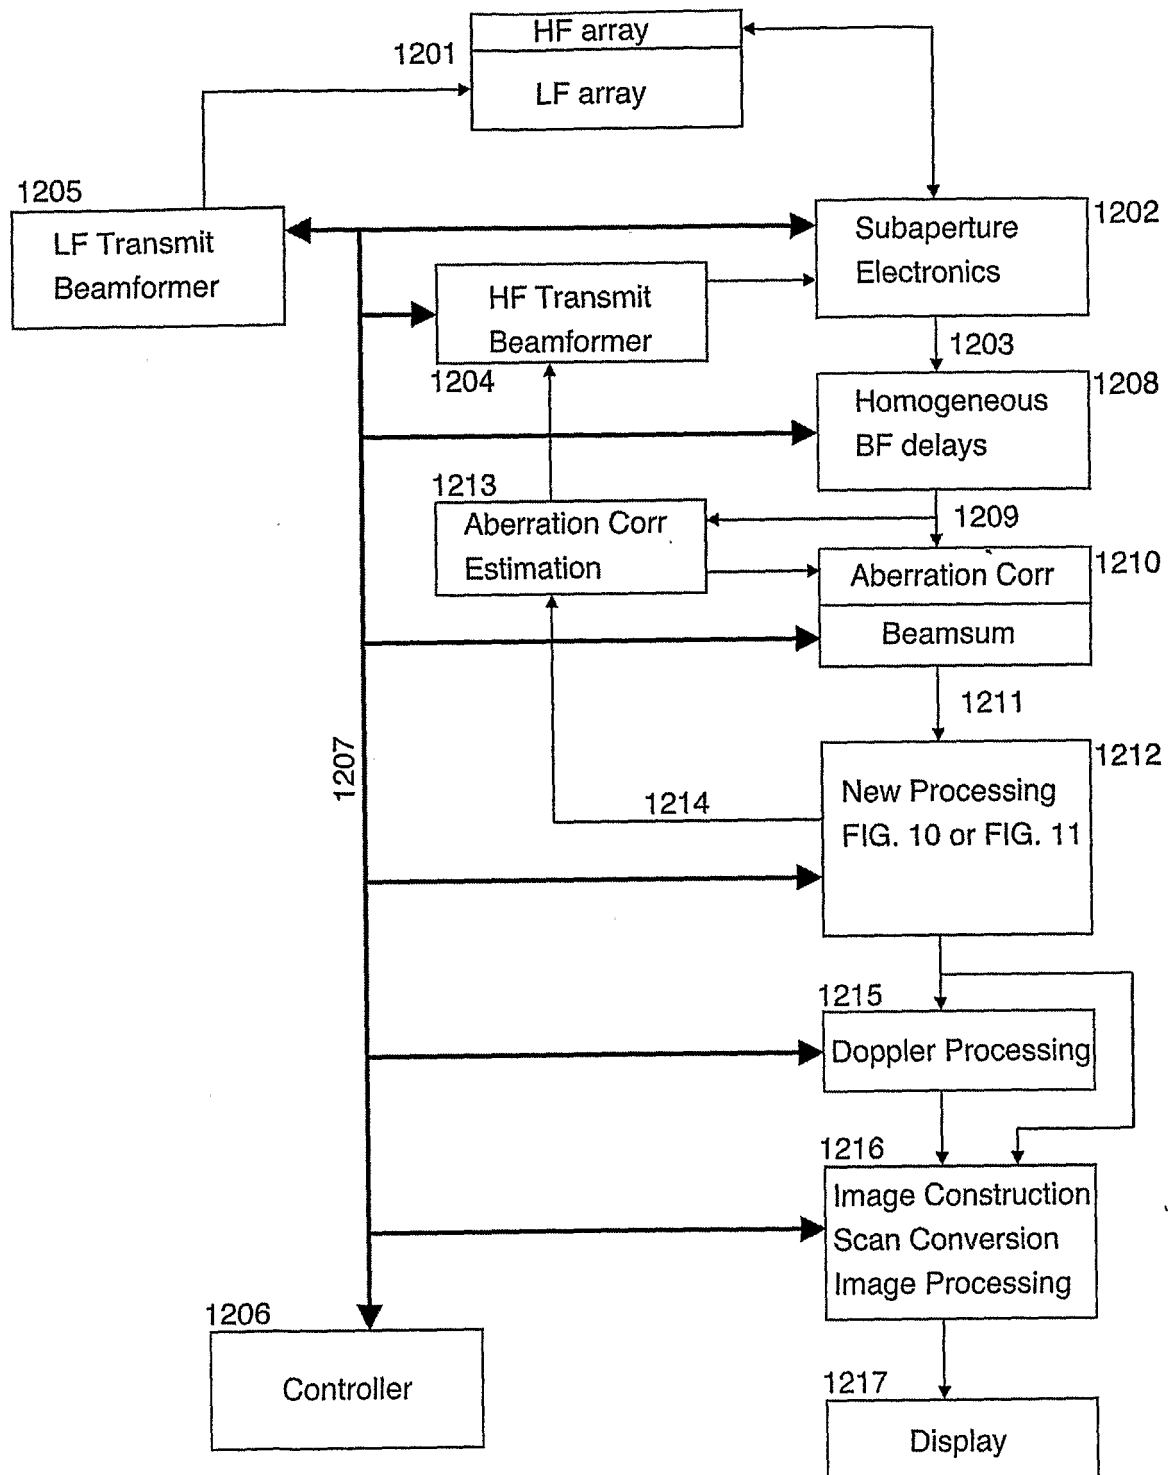 HF array
1201
LF array
1205
LF Transmit
Beamformer
1202
Subaperture
Electronics
HF Transmit
Beamformer
1204
1203
1208
Homogeneous
BF delays
1213
Aberration Corr
Estimation
1209
1210
Aberration Corr
Beamsum
1211
1207
1212
New Processing
FIG. 10 or FIG. 11
1214
1215
Doppler Processing
1216
Image Construction
Scan Conversion
Image Processing
1206
Controller
1217
Display